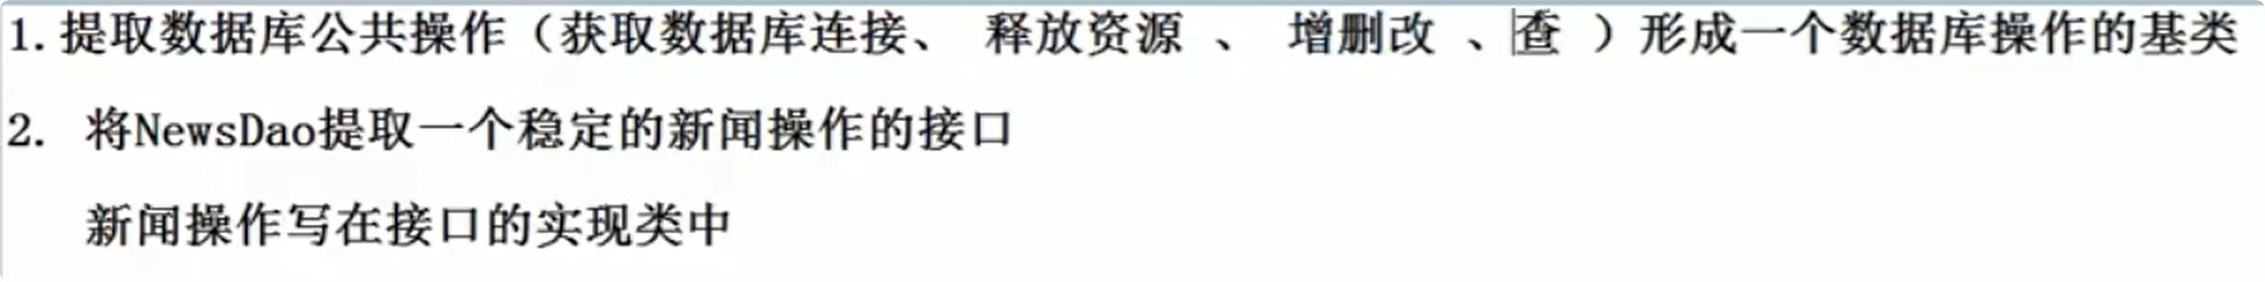 1.提取数据库公共操作（获取数据库连接、 释放资源 、 增删改 、查 ）形成一个数据库操作的基类
2. 将NewsDao提取一个稳定的新闻操作的接口
新闻操作写在接口的实现类中